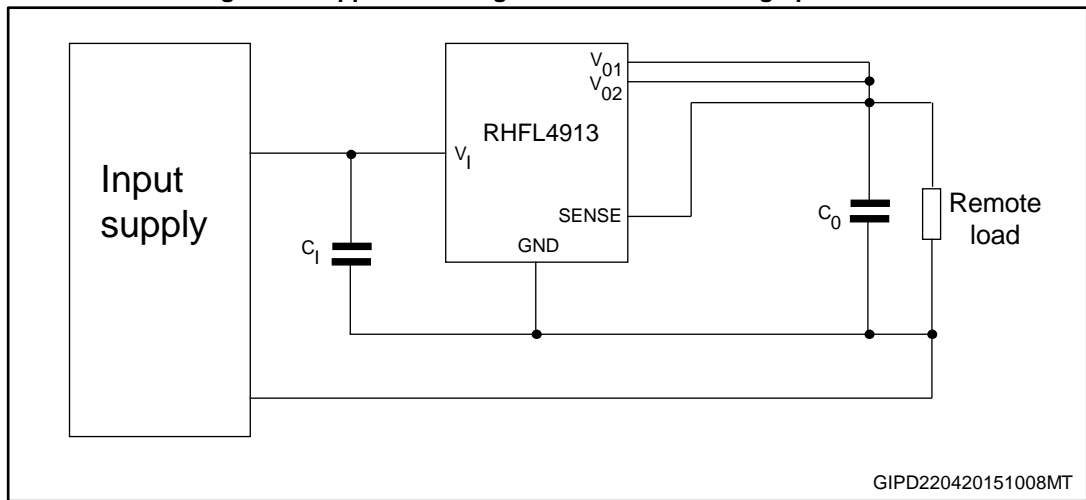 V01
V02
RHFL4913
VI
Input
supply
SENSE
C0
Remote
load
GND
CI
GIPD220420151008MT